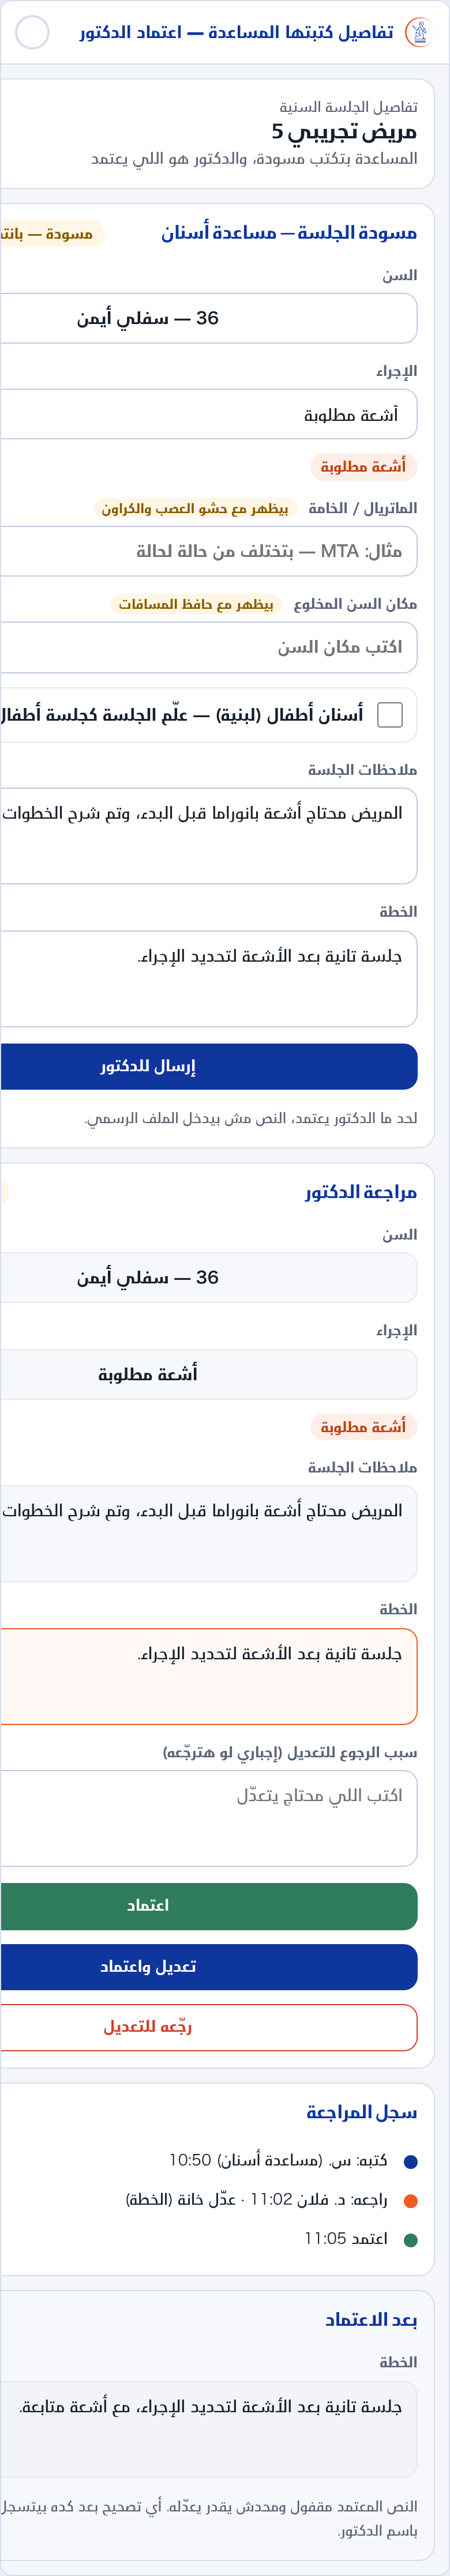 تفاصيل كتبتها المساعدة — اعتماد الدكتور
تفاصيل الجلسة السنية
مريض تجريبي 5
المساعدة بتكتب مسودة، والدكتور هو اللي يعتمد
مسودة الجلسة — مساعدة أسنان
مسودة —
السن
36 — سفلي أيمن
الإجراء
أشعة مطلوبة
أشعة مطلوبة
الماتريال / الخامة بيظهر مع حشو العصب والكراون
مثال: MTA — بتختلف من حالة لحالة
مكان السن المخلوع بيظهر مع حافظ المسافات
اكتب مكان السن
أسنان أطفال (لبنية) — علّم الجلسة كجلسة أطفال
ملاحظات الجلسة
المريض محتاج أشعة بانوراما قبل البدء، وتم شرح الخطوات
الخطة
جلسة تانية بعد الأشعة لتحديد الإجراء.
إرسال للدكتور
لحد ما الدكتور يعتمد، النص مش بيدخل الملف الرسمي.
مراجعة الدكتور
السن
36 — سفلي أيمن
الإجراء
أشعة مطلوبة
أشعة مطلوبة
ملاحظات الجلسة
المريض محتاج أشعة بانوراما قبل البدء، وتم شرح الخطوات
الخطة
جلسة تانية بعد الأشعة لتحديد الإجراء.
سبب الرجوع للتعديل (إجباري لو هترجّعه)
اكتب اللي محتاج يتعدّل
اعتماد
تعديل واعتماد
رجّعه للتعديل
سجل المراجعة
كتبه: س. (مساعدة أسنان) 10:50
راجعه: د. فلان 11:02 · عدّل خانة (الخطة)
اعتمد 11:05
بعد الاعتماد
الخطة
جلسة تانية بعد الأشعة لتحديد الإجراء، مع أشعة متابعة.
النص المعتمد مقفول ومحدش يقدر يعدّله. أي تصحيح بعد كده بيتسجل
باسم الدكتور.